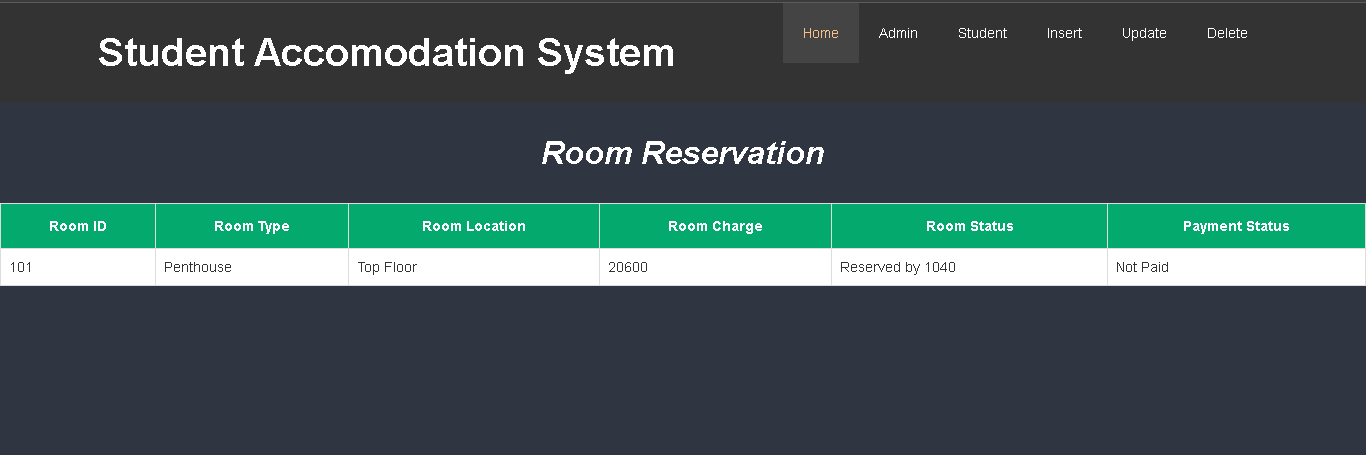 Student Accomodation System
Home Admin Student Insert Update Delete
Room Reservation
Room ID Room Type Room Location Room Charge Room Status Payment Status
101 Penthouse Top Floor 20600 Reserved by 1040 Not Paid